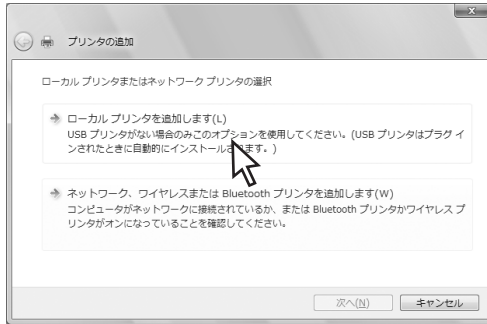 プリンタの追加
ローカル プリンタまたはネットワーク プリンタの選択
ローカル プリンタを追加します(L)
USB プリンタがない場合のみこのオプションを使用してください。(USB プリンタはプラグ イ
ンされたときに自動的にインストールされます。)
ネットワーク、ワイヤレスまたは Bluetooth プリンタを追加します(W)
コンピュータがネットワークに接続されているか、または Bluetooth プリンタかワイヤレス プ
リンタがオンになっていることを確認してください。
次へ(N)
キャンセル